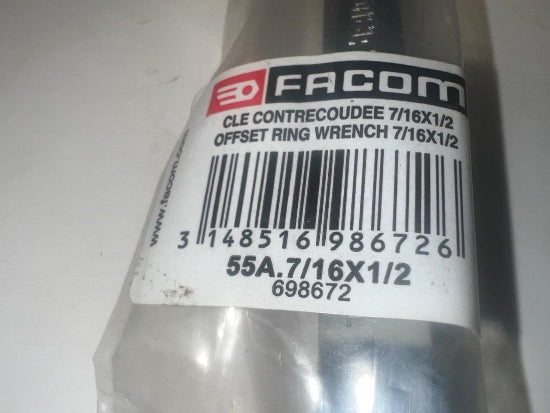 FACOM
CLE CONTRECOUDEE 7/16X1/2
OFFSET RING WRENCH 7/16X1/2
www.facom.com
3 148516 986726
55A.7/16X1/2
698672